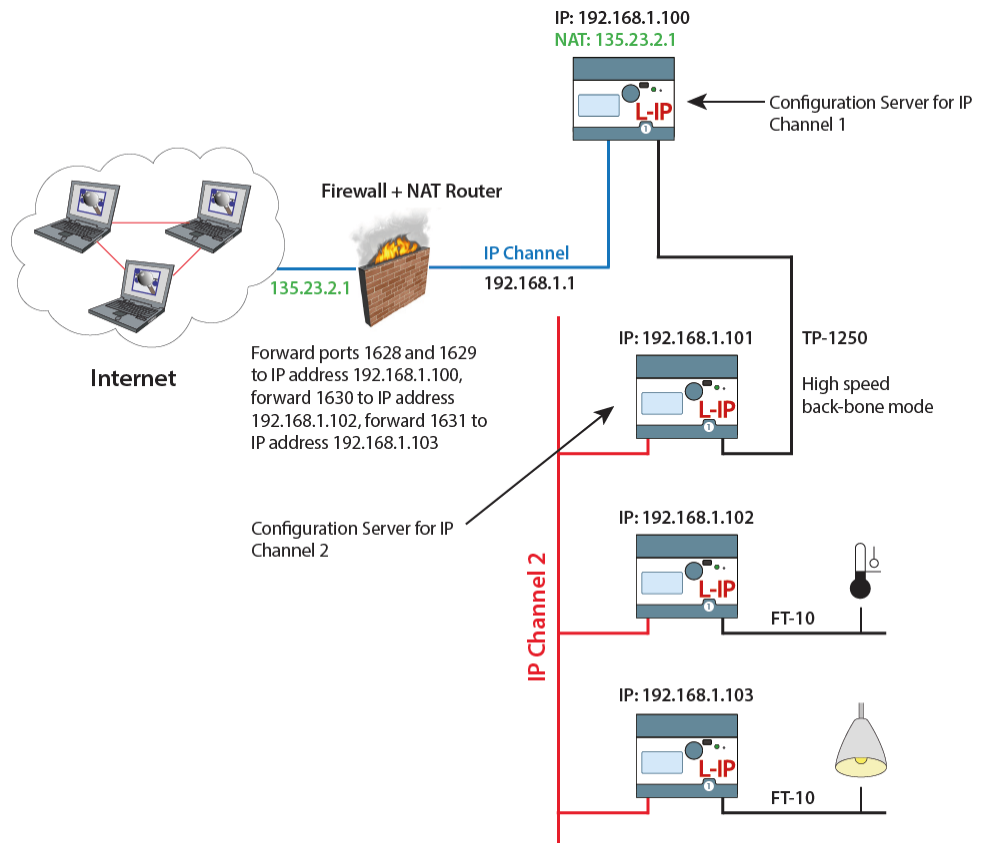 IP: 192.168.1.100
NAT: 135.23.2.1
L-IP
1
Configuration Server for IP
Channel 1
Firewall + NAT Router
IP Channel
135.23.2.1
192.168.1.1
Internet
Forward ports 1628 and 1629
to IP address 192.168.1.100,
forward 1630 to IP address
192.168.1.102, forward 1631 to
IP address 192.168.1.103
IP: 192.168.1.101
L-IP
1
TP-1250
High speed
back-bone mode
Configuration Server for IP
Channel 2
IP Channel 2
IP: 192.168.1.102
L-IP
1
FT-10
IP: 192.168.1.103
L-IP
1
FT-10